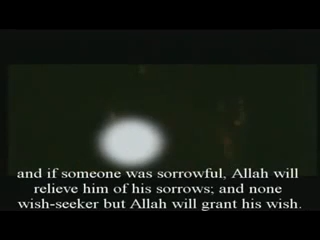 and if someone was sorrowful, Allah will
relieve him of his sorrows; and none
wish-seeker but Allah will grant his wish.